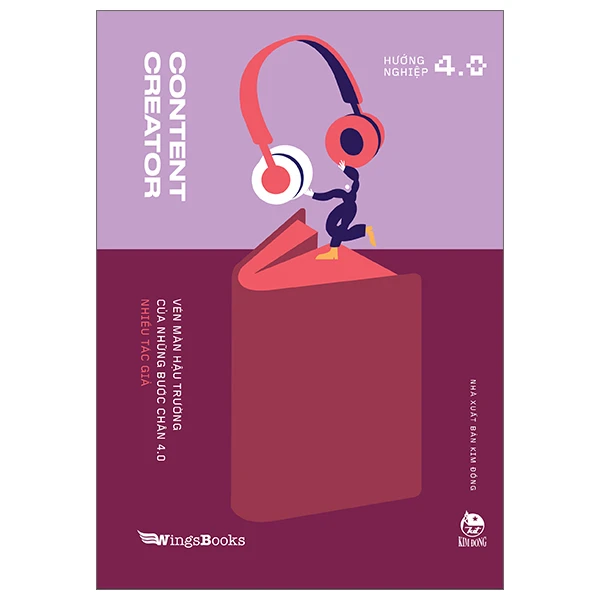 CONTENT
CREATOR
HƯỚNG
NGHIỆP
4.0
VÉN MÀN HẬU TRƯỜNG
CỦA NHỮNG BƯỚC CHÂN 4.0
NHIỀU TÁC GIẢ
NHÀ XUẤT BẢN KIM ĐỒNG
WingsBooks
KIM ĐỒNG